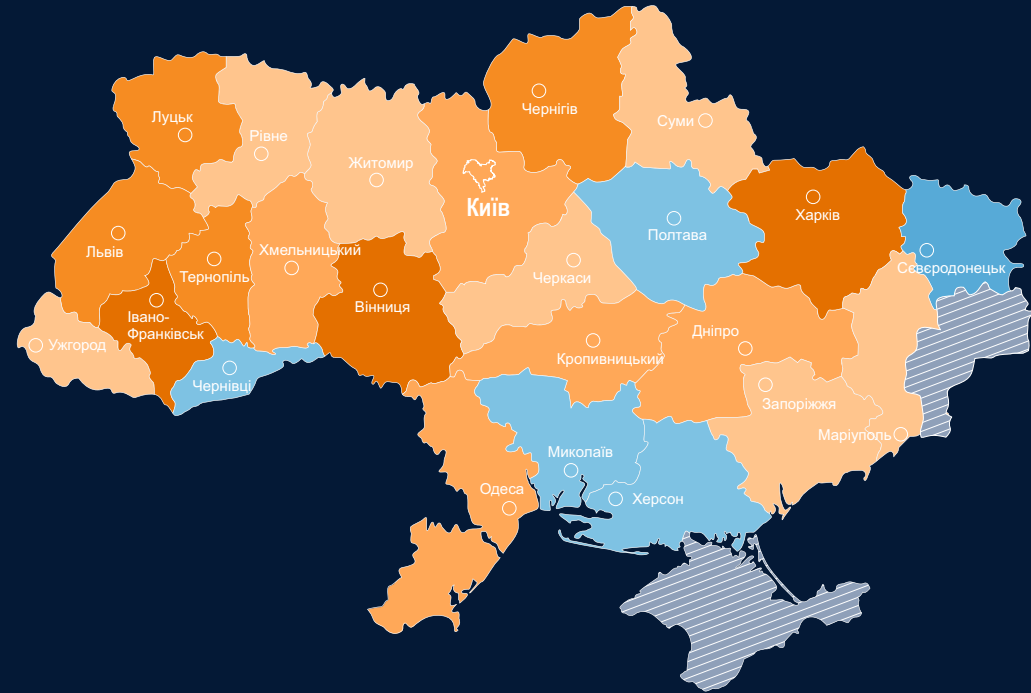 Чернігів
Суми
Луцьк
Рівне
Житомир
Київ
Харків
Полтава
Львів
Тернопіль
Хмельницький
Черкаси
Сєвєродонецьк
Вінниця
Івано-
Франківськ
Ужгород
Чернівці
Кропивницький
Дніпро
Запоріжжя
Маріуполь
Миколаїв
Одеса
Херсон